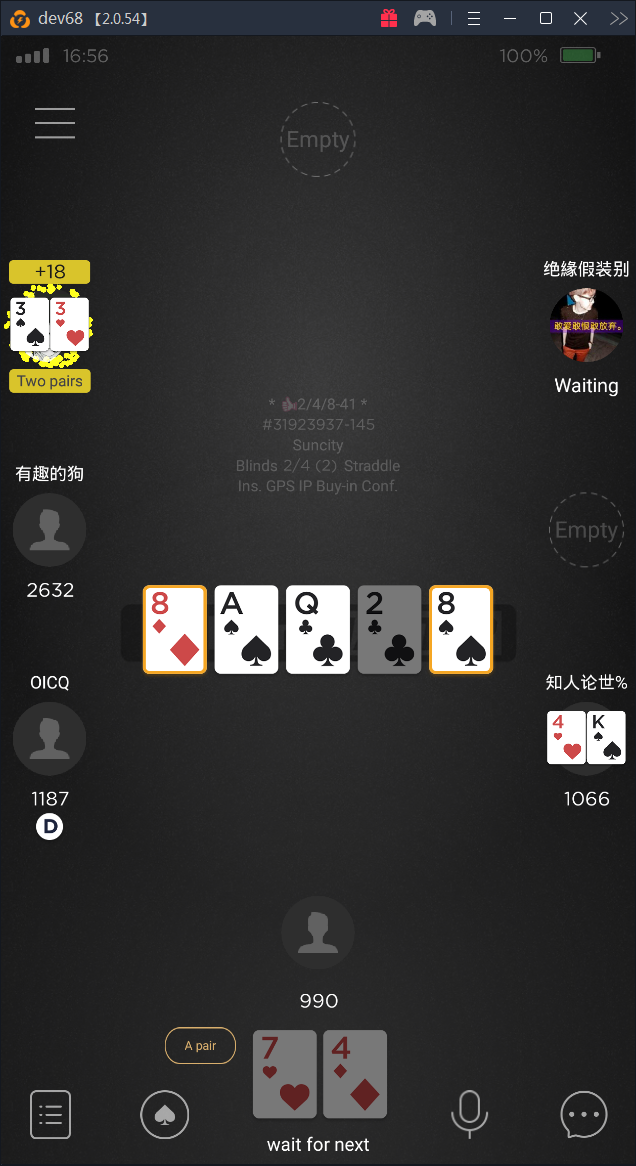 dev68 【2.0.54】
16:56
100%
Empty
+18
3
3
Two pairs
绝緣假装别
敢爱敢恨敢放弃。
Waiting
* 2/4/8-41 *
#31923937-145
Suncity
Blinds 2/4 (2) Straddle
Ins. GPS IP Buy-in Conf.
有趣的狗
2632
Empty
8
A
Q
2
8
OICQ
1187
D
知人论世%
4
K
1066
990
A pair
7
4
wait for next